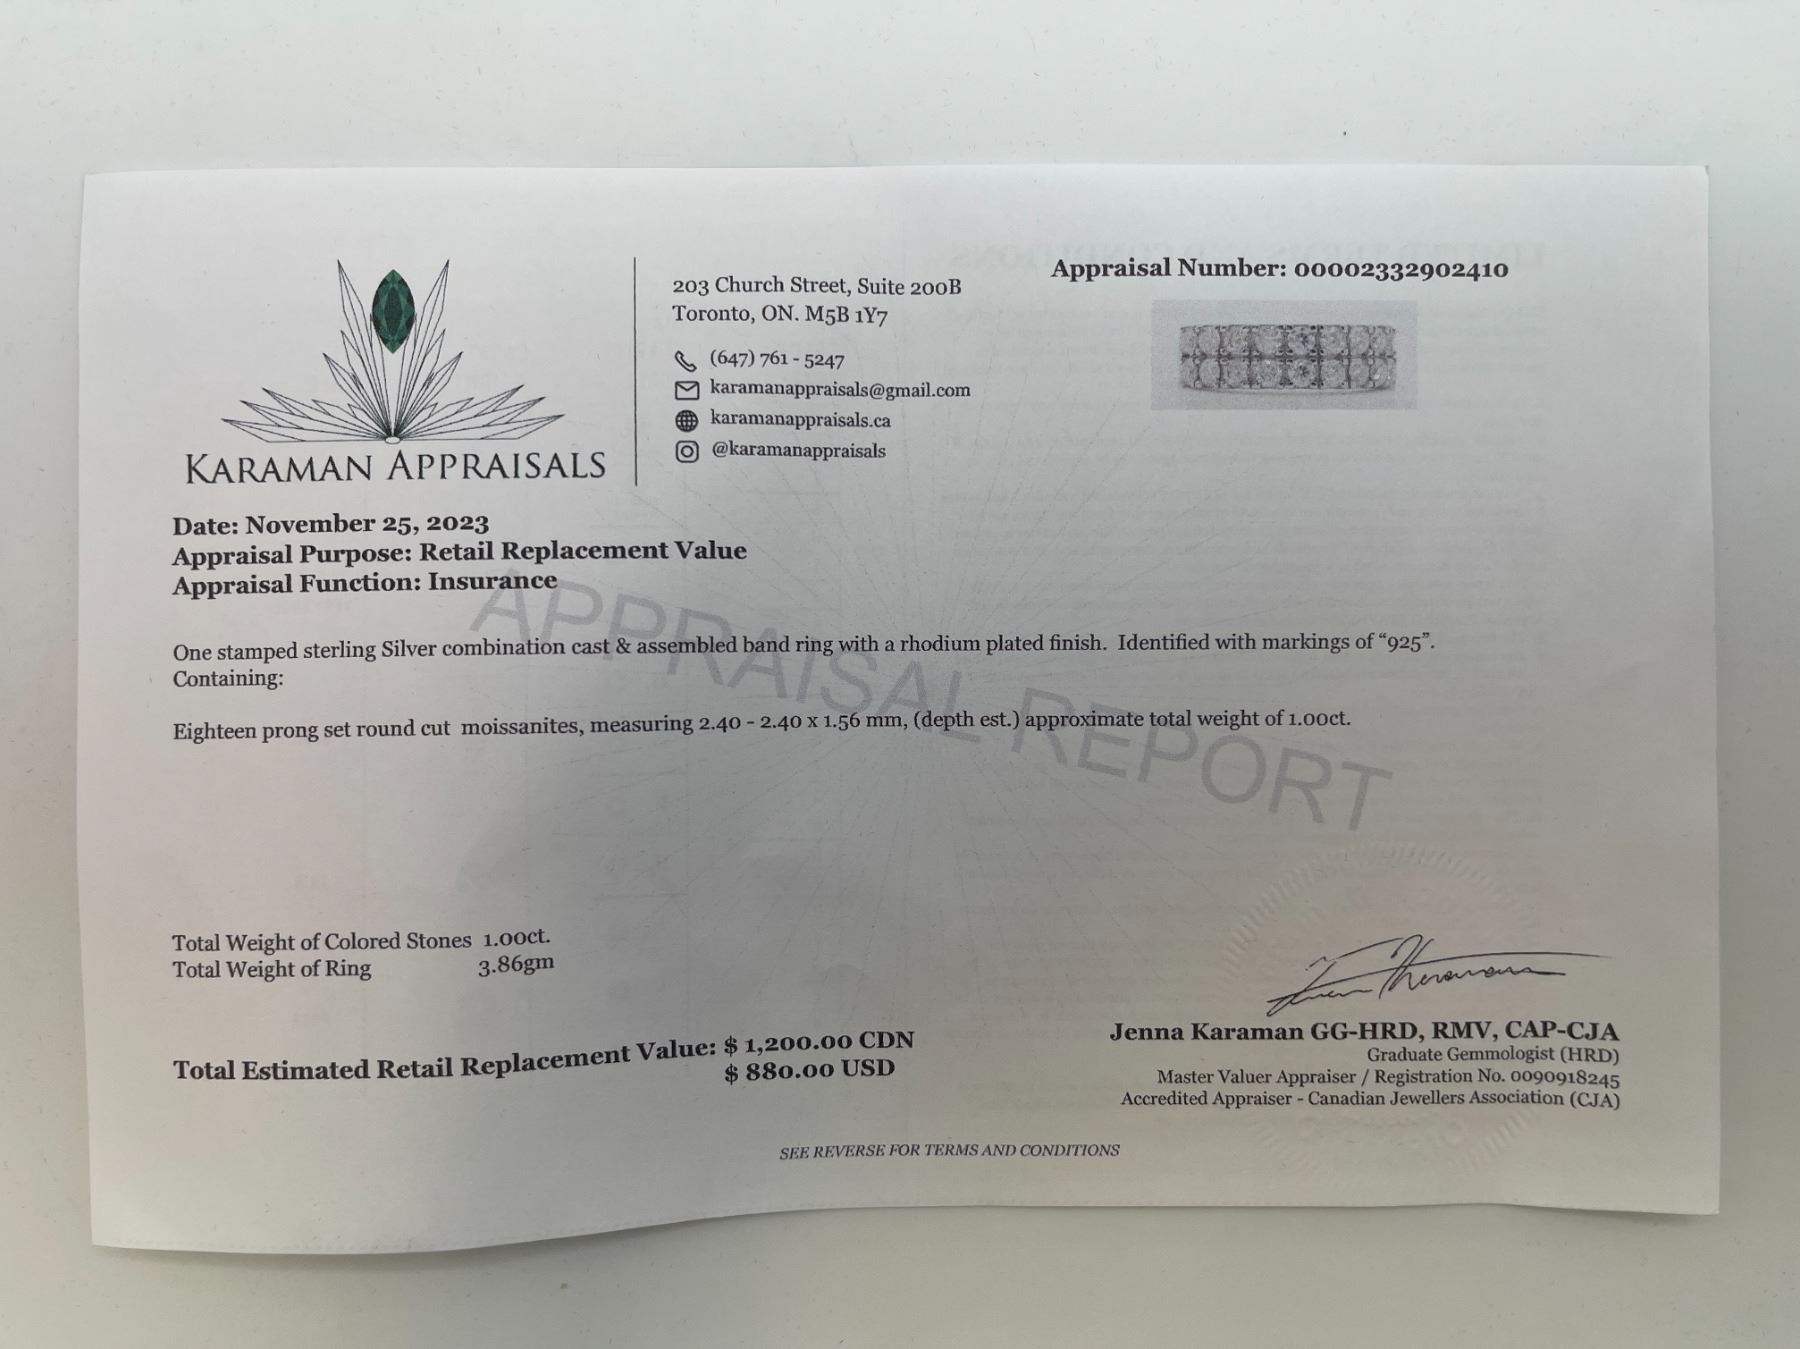 KARAMAN APPRAISALS
203 Church Street, Suite 200B
Toronto, ON. M5B 1Y7
(647) 761 - 5247
karamanappraisals@gmail.com
karamanappraisals.ca
@karamanappraisals
Appraisal Number: 00002332902410
Date: November 25, 2023
Appraisal Purpose: Retail Replacement Value
Appraisal Function: Insurance
APPRAISAL REPORT
One stamped sterling Silver combination cast & assembled band ring with a rhodium plated finish. Identified with markings of “925”.
Containing:
Eighteen prong set round cut moissanites, measuring 2.40 - 2.40 x 1.56 mm, (depth est.) approximate total weight of 1.00ct.
Total Weight of Colored Stones 1.00ct.
Total Weight of Ring 3.86gm
Total Estimated Retail Replacement Value: $ 1,200.00 CDN
$ 880.00 USD
Jenna Karaman GG-HRD, RMV, CAP-CJA
Graduate Gemmologist (HRD)
Master Valuer Appraiser / Registration No. 0090918245
Accredited Appraiser - Canadian Jewellers Association (CJA)
SEE REVERSE FOR TERMS AND CONDITIONS